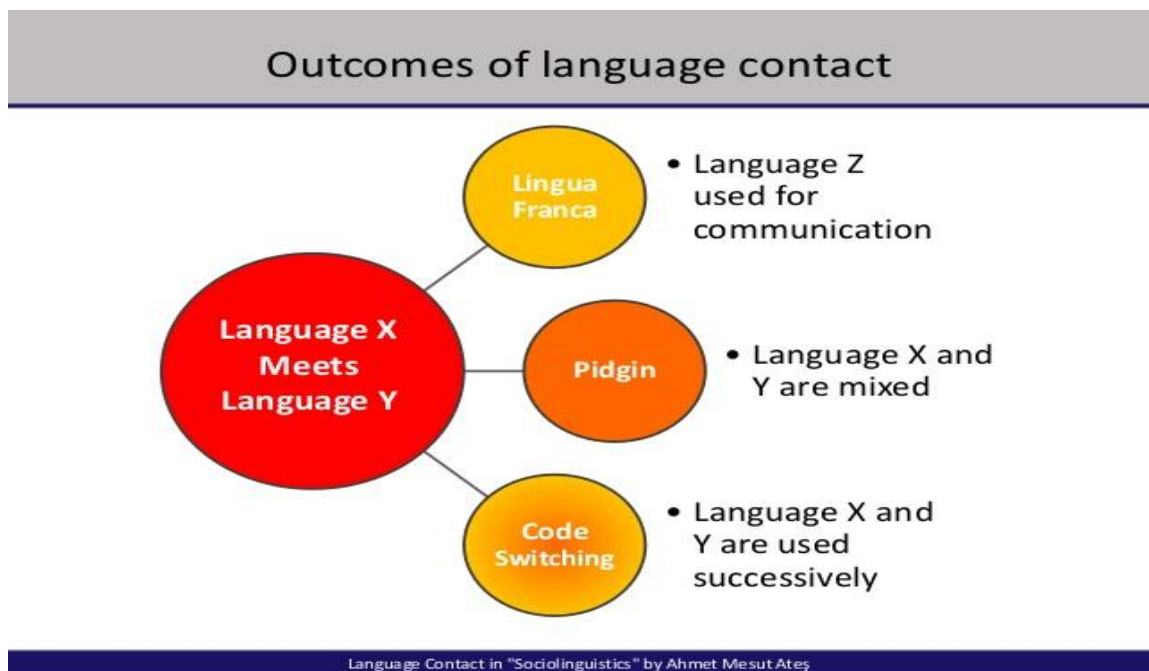 Outcomes of language contact
Lingua
Franca
• Language Z
used for
communication
Language X
Meets
Language Y
Pidgin
• Language X and
Y are mixed
Code
Switching
• Language X and
Y are used
successively
Language Contact in "Sociolinguistics" by Ahmet Mesut Ateş